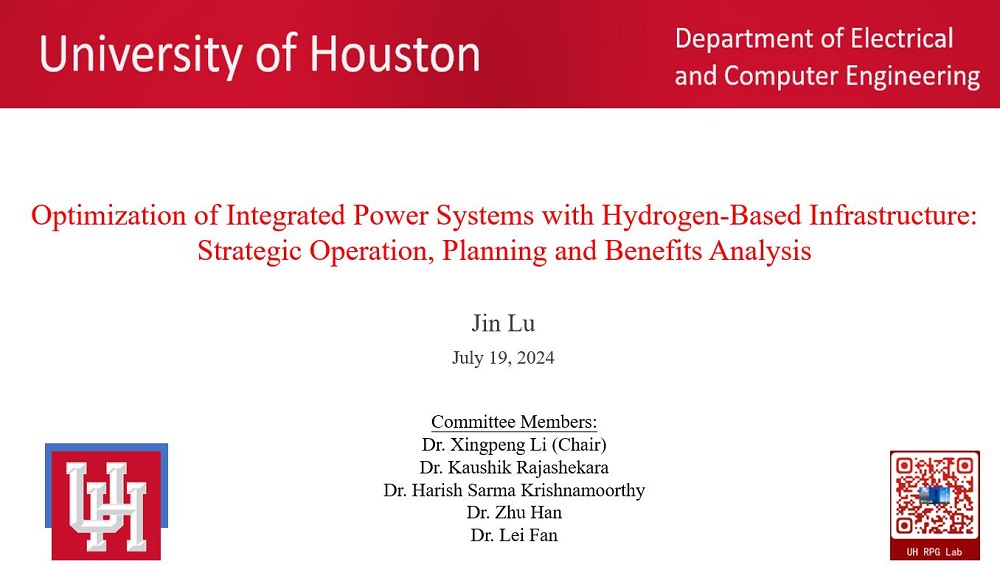 University of Houston
Department of Electrical
and Computer Engineering
Optimization of Integrated Power Systems with Hydrogen-Based Infrastructure:
Strategic Operation, Planning and Benefits Analysis
Jin Lu
July 19, 2024
Committee Members:
Dr. Xingpeng Li (Chair)
Dr. Kaushik Rajashekara
Dr. Harish Sarma Krishnamoorthy
Dr. Zhu Han
Dr. Lei Fan
UH
UH RPG Lab